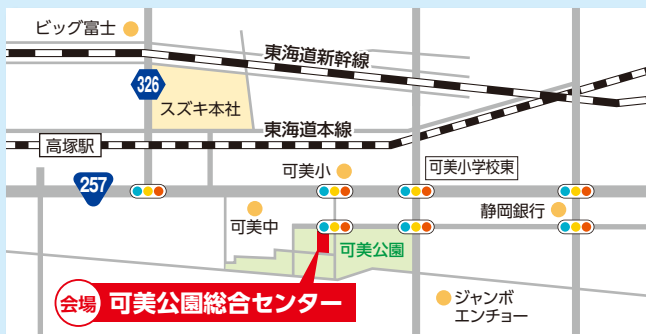 ビッグ富士
東海道新幹線
326
スズキ本社
東海道本線
高塚駅
可美小
可美小学校東
257
可美中
静岡銀行
可美公園
会場 可美公園総合センター
ジャンボ
エンチョー